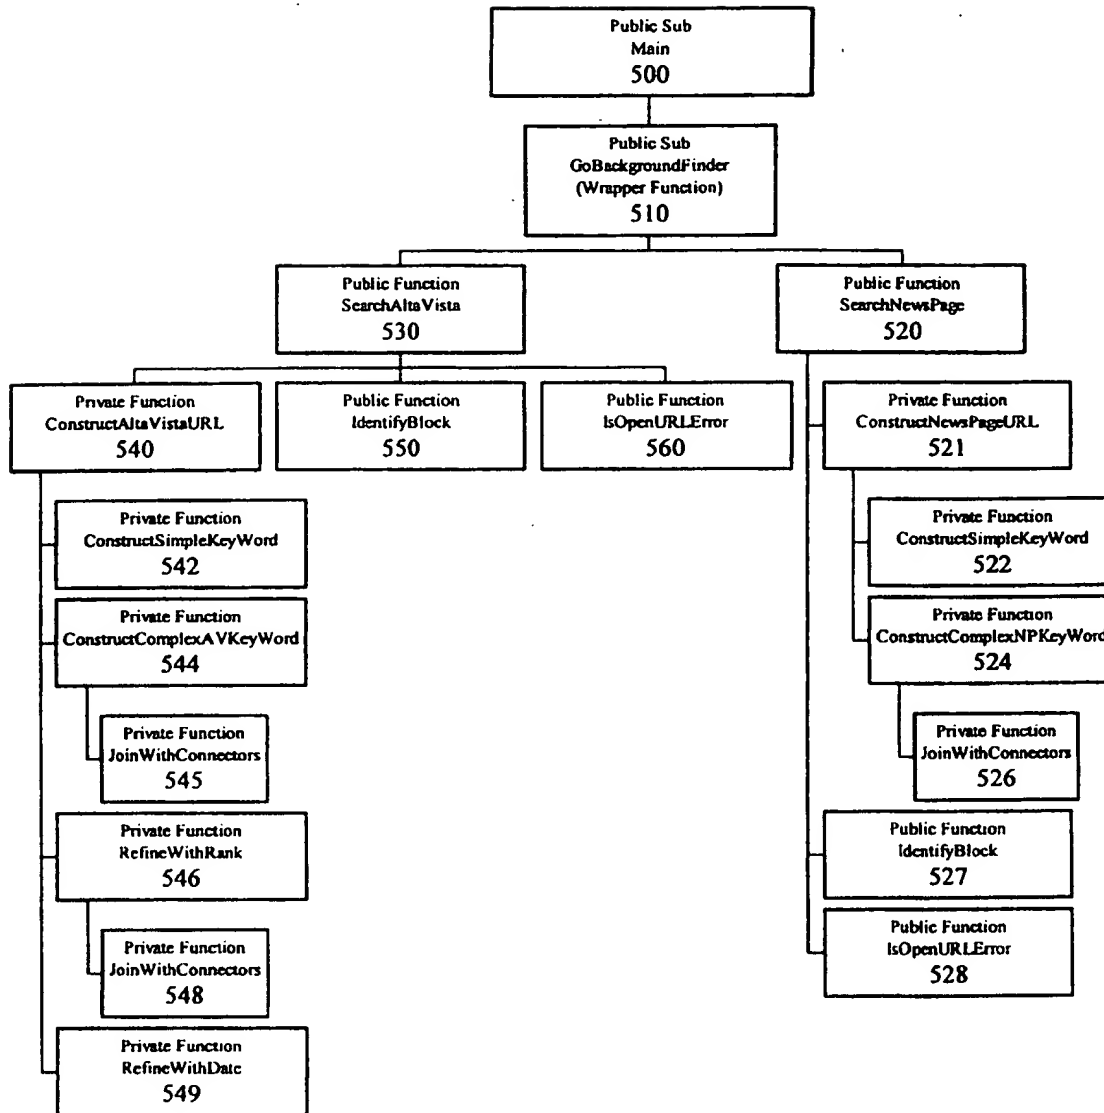 Public Sub
Main
500
Public Sub
GoBackgroundFinder
(Wrapper Function)
510
Public Function
SearchAltaVista
530
Public Function
SearchNewsPage
520
Private Function
ConstructAltaVistaURL
540
Public Function
IdentifyBlock
550
Public Function
IsOpenURLError
560
Private Function
ConstructNewsPageURL
521
Private Function
ConstructSimpleKeyWord
542
Private Function
ConstructSimpleKeyWord
522
Private Function
ConstructComplexAVKeyWord
544
Private Function
ConstructComplexNPKeyWord
524
Private Function
JoinWithConnectors
545
Private Function
JoinWithConnectors
526
Private Function
RefineWithRank
546
Public Function
IdentifyBlock
527
Private Function
JoinWithConnectors
548
Public Function
IsOpenURLError
528
Private Function
RefineWithDate
549